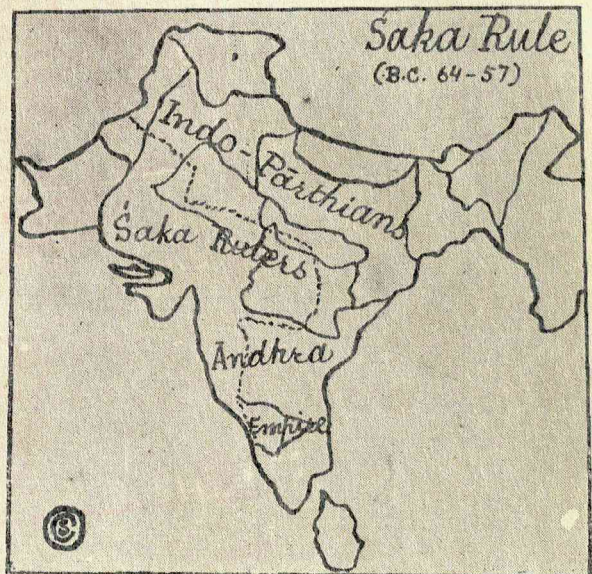 Śaka Rule
(B.C. 64-57)
Indo-Pārthians
Śaka Rulers
Āndhra
Empire